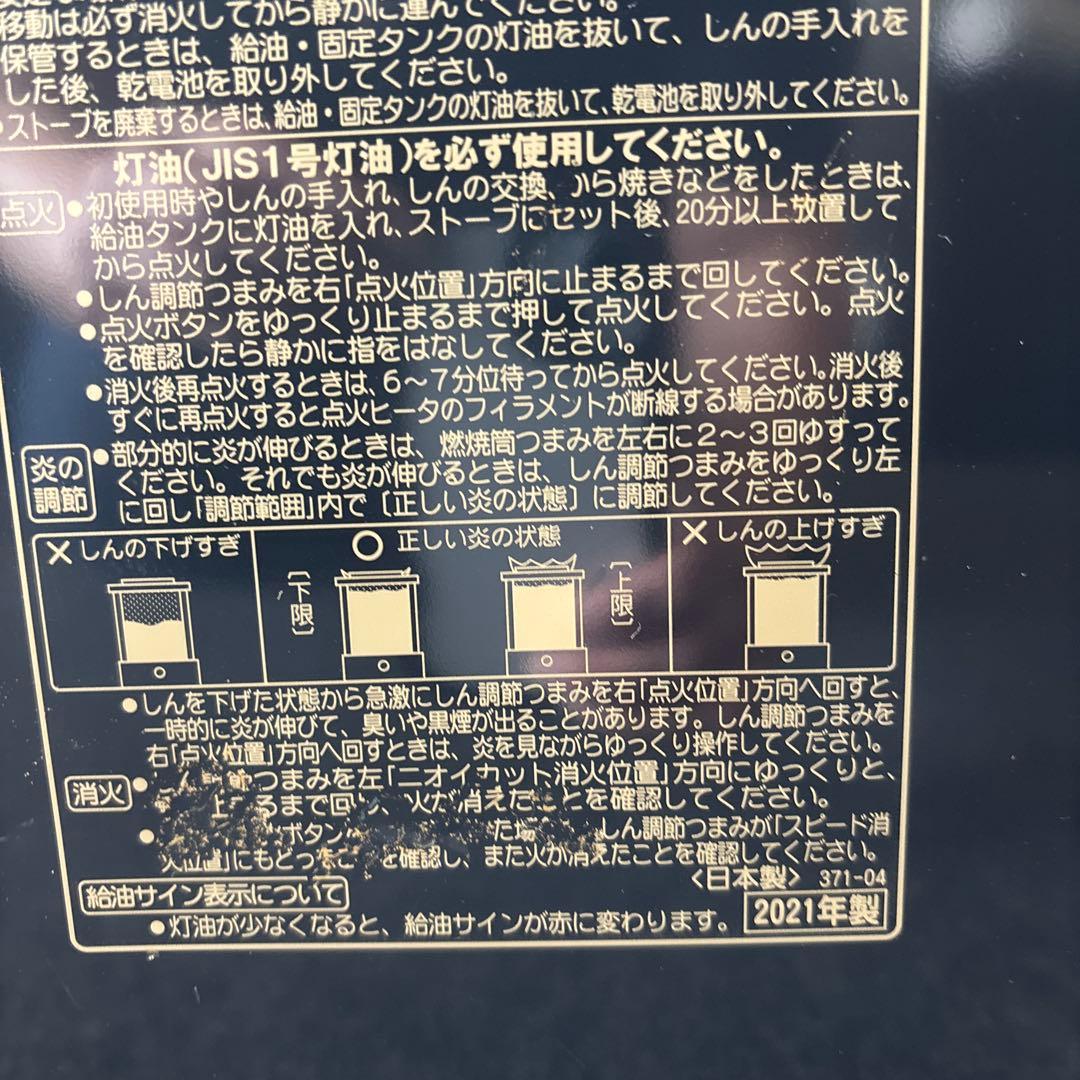 移動は必ず消火してから静かに運んでください。
保管するときは、給油・固定タンクの灯油を抜いて、しんの手入れを
した後、乾電池を取り外してください。
・ストーブを廃棄するときは、給油・固定タンクの灯油を抜いて、乾電池を取り外してください。
灯油(JIS1号灯油)を必ず使用してください。
点火 ●初使用時やしんの手入れ、しんの交換、から焼きなどをしたときは、
給油タンクに灯油を入れ、ストーブにセット後、20分以上放置して
から点火してください。
●しん調節つまみを右「点火位置」方向に止まるまで回してください。
●点火ボタンをゆっくり止まるまで押して点火してください。点火
を確認したら静かに指をはなしてください。
●消火後再点火するときは、6〜7分位待ってから点火してください。消火後
すぐに再点火すると点火ヒータのフィラメントが断線する場合があります。
炎の調節 ●部分的に炎が伸びるときは、燃焼筒つまみを左右に2〜3回ゆすって
ください。それでも炎が伸びるときは、しん調節つまみをゆっくり左
に回し「調節範囲」内で〔正しい炎の状態〕に調節してください。
×しんの下げすぎ ○ 正しい炎の状態 ×しんの上げすぎ
〔下限〕 〔上限〕
●しんを下げた状態から急激にしん調節つまみを右「点火位置」方向へ回すと、
一時的に炎が伸びて、臭いや黒煙が出ることがあります。しん調節つまみを
右「点火位置」方向へ回すときは、炎を見ながらゆっくり操作してください。
消火 ●しん調節つまみを左「ニオイカット消火位置」方向にゆっくりと、
止まるまで回し、火が消えたことを確認してください。
● ボタン た場 しん調節つまみが「スピード消
火位置」にもどったことを確認し、また火が消えたことを確認してください。
<日本製> 371-04
給油サイン表示について
●灯油が少なくなると、給油サインが赤に変わります。 2021年製